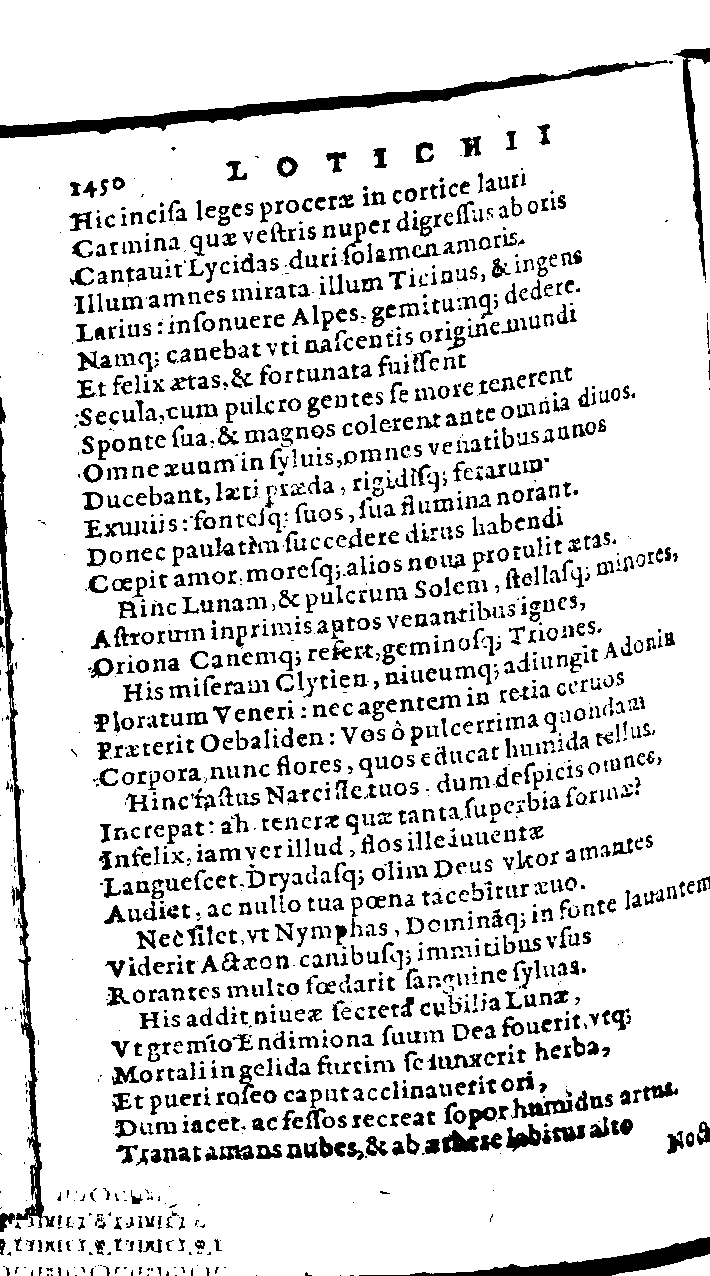 1450 LOTICHII
Hic incisa leges proceræ in cortice lauri
Carmina quæ vestris nuper digressus ab oris
Cantauit Lycidas duri solamen amoris.
Illum amnes mirata illum Ticinus, & ingens
Larius: insonuere Alpes, gemitumq; dedere.
Namq; canebat vti nascentis origine mundi
Et felix ætas, & fortunata fuissent
Secula, cum pulcro gentes se more tenerent
Sponte sua, & magnos colerent ante omnia diuos.
Omne æuum in syluis, omnes venatibus annos
Ducebant, læti præda, rigidisq; ferarum
Exuuiis: fontesq; suos, sua flumina norant.
Donec paulatim succedere dirus habendi
Cœpit amor, moresq; alios noua protulit ætas.
Hinc Lunam, & pulcrum Solem, stellasq; minores,
Astrorum inprimis aptos venantibus ignes,
Oriona Canemq; refert, geminosq; Triones.
His miseram Clytien, niueumq; adiungit Adonin
Ploratum Veneri: nec agentem in retia ceruos
Præterit Oebaliden: Vos ô pulcerrima quondam
Corpora, nunc flores, quos educat humida tellus.
Hinc fastus Narcisse tuos, dum despicis omnes,
Increpat: ah teneræ quæ tanta superbia formæ?
Infelix, iam ver illud, flos ille iuuentæ
Languescet. Dryadasq; olim Deus vltor amantes
Audiet, ac nullo tua pœna tacebitur æuo.
Nec silet, vt Nymphas, Dominãq; in fonte lauantem
Viderit Actæon canibusq; immitibus vsus
Rorantes multo fœdarit sanguine syluas.
His addit niueæ secreta cubilia Lunæ,
Vt gremio Endimiona suum Dea fouerit, vtq;
Mortali in gelida furtim se iunxerit herba,
Et pueri roseo caput acclinauerit ori,
Dum iacet, ac fessos recreat sopor humidus artus.
Tranat amans nubes, & ab æthere labitur alto